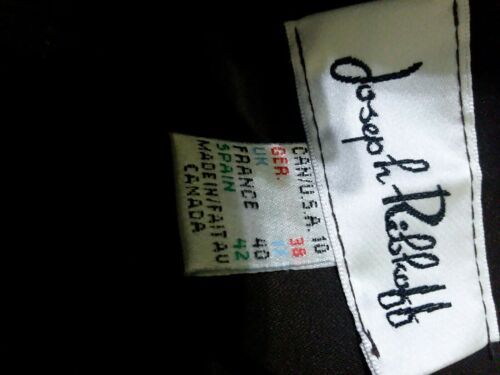 Joseph Ribkoff
CAN/U.S.A. 10
GER. 38
UK
FRANCE 40
SPAIN 42
MADE IN/FAIT AU
CANADA